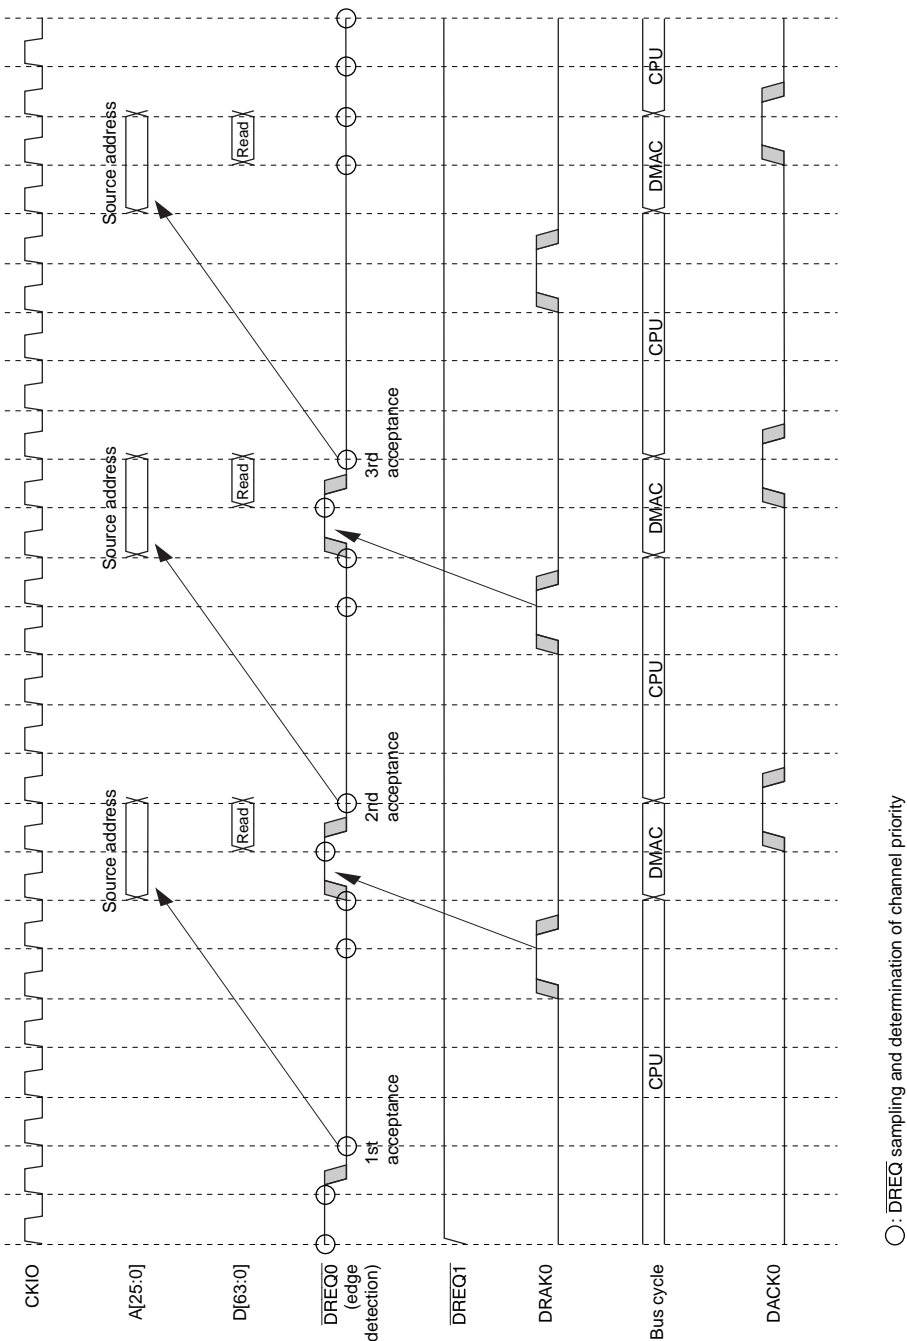 CKIO
Source address
Source address
Source address
A[25:0]
Read
Read
Read
D[63:0]
DREQ0
(edge
detection)
1st
acceptance
2nd
acceptance
3rd
acceptance
DREQ1
DRAK0
Bus cycle
CPU
DMAC
CPU
DMAC
CPU
DMAC
CPU
DACK0
: DREQ sampling and determination of channel priority